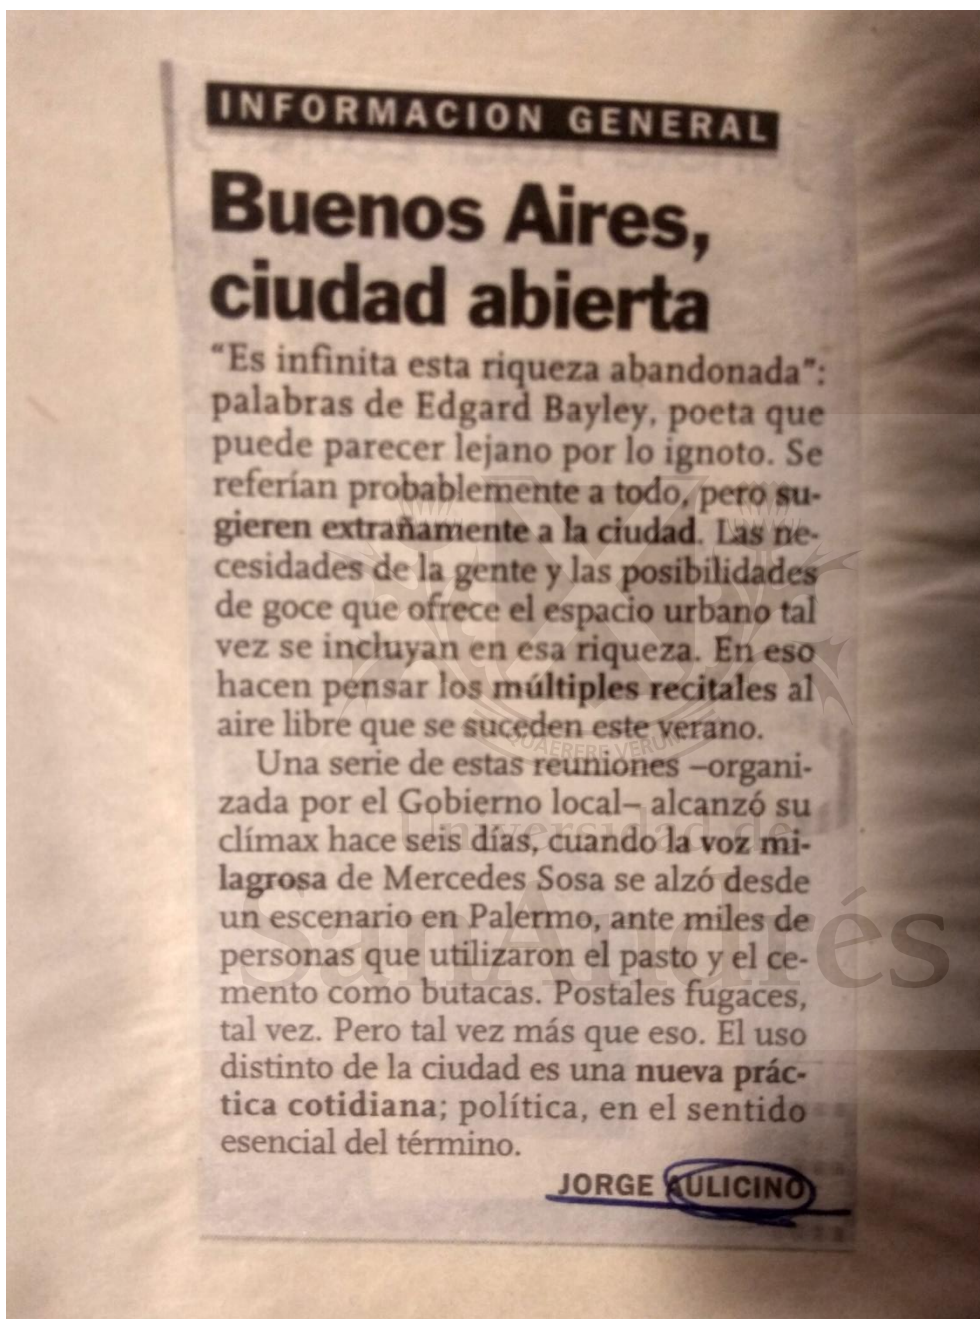 INFORMACION GENERAL
Buenos Aires,
ciudad abierta
“Es infinita esta riqueza abandonada”:
palabras de Edgard Bayley, poeta que
puede parecer lejano por lo ignoto. Se
referían probablemente a todo, pero su-
gieren extrañamente a la ciudad. Las ne-
cesidades de la gente y las posibilidades
de goce que ofrece el espacio urbano tal
vez se incluyan en esa riqueza. En eso
hacen pensar los múltiples recitales al
aire libre que se suceden este verano.
Una serie de estas reuniones –organi-
zada por el Gobierno local– alcanzó su
clímax hace seis días, cuando la voz mi-
lagrosa de Mercedes Sosa se alzó desde
un escenario en Palermo, ante miles de
personas que utilizaron el pasto y el ce-
mento como butacas. Postales fugaces,
tal vez. Pero tal vez más que eso. El uso
distinto de la ciudad es una nueva prác-
tica cotidiana; política, en el sentido
esencial del término.
JORGE AULICINO
QUAERERE VERUM
Universidad de
SanAndrés